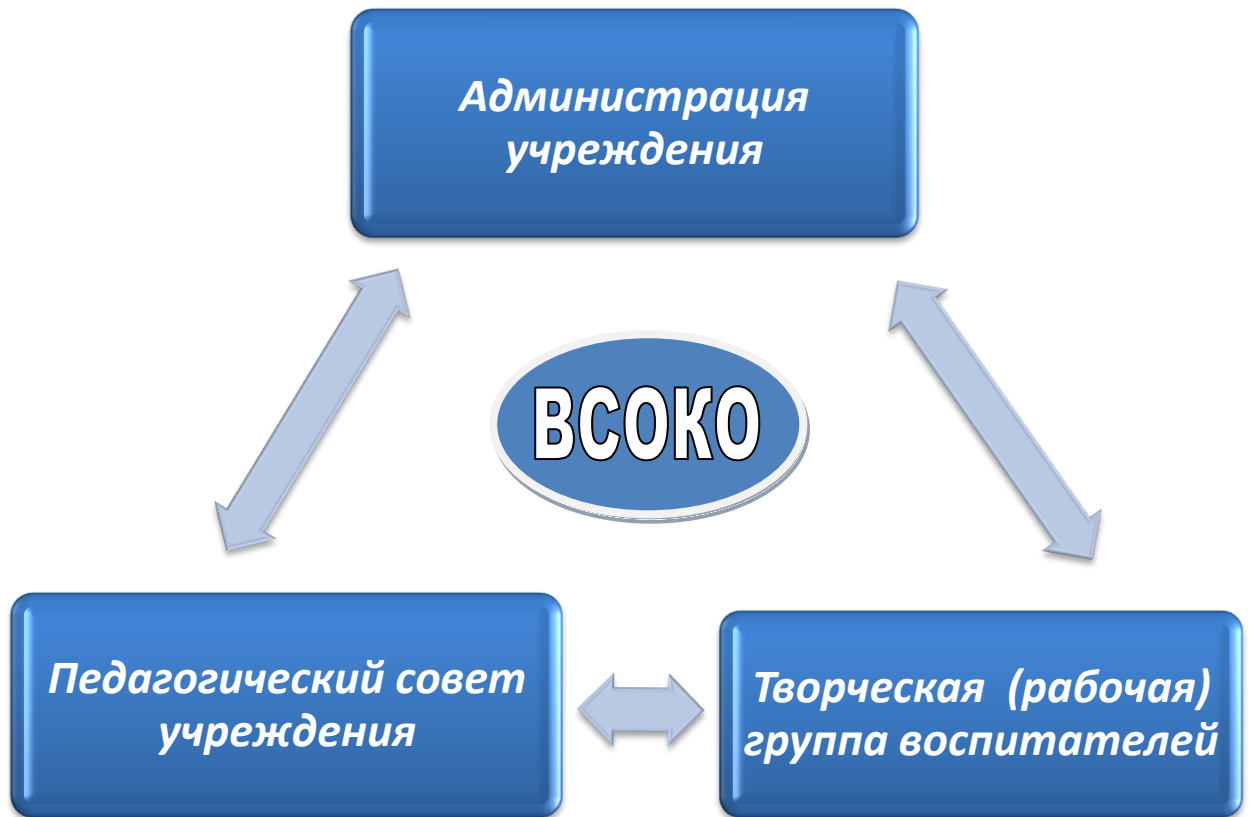 Администрация
учреждения
ВСОКО
Педагогический совет
учреждения
Творческая (рабочая)
группа воспитателей